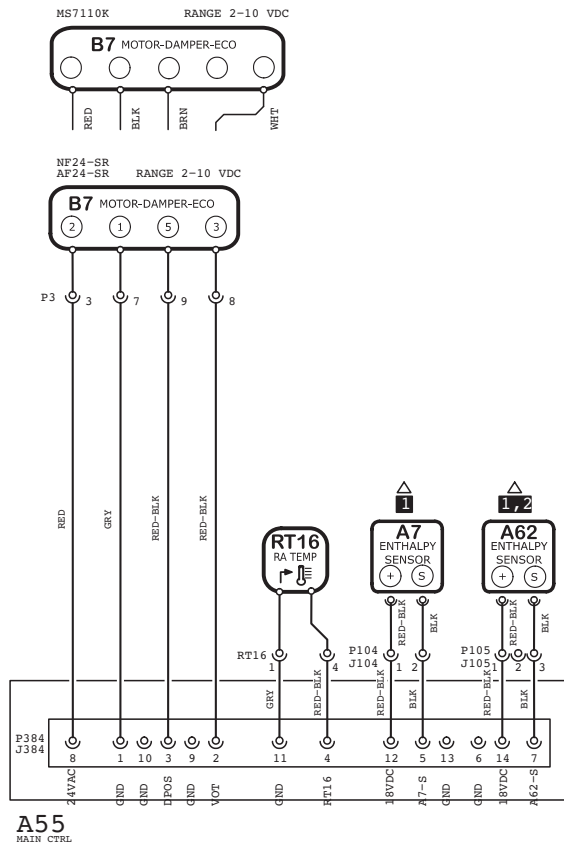 MS7110K RANGE 2-10 VDC
B7 MOTOR-DAMPER-ECO
RED BLK BRN WHT
NF24-SR
AF24-SR RANGE 2-10 VDC
B7 MOTOR-DAMPER-ECO
2 1 5 3
P3 3 7 9 8
RED GRY RED-BLK RED-BLK
1 1,2
RT16
RA TEMP
A7
ENTHALPY
SENSOR
+ S
A62
ENTHALPY
SENSOR
+ S
RED-BLK BLK RED-BLK BLK
RT16 1 4
P104
J104 1 2
P105
J105 1 2 3
GRY RED-BLK RED-BLK BLK RED-BLK BLK
P384
J384
8 1 10 3 9 2 11 4 12 5 13 6 14 7
24VAC GND GND DPOS GND VOT GND RT16 18VDC A7-S GND GND 18VDC A62-S
A55
MAIN CTRL